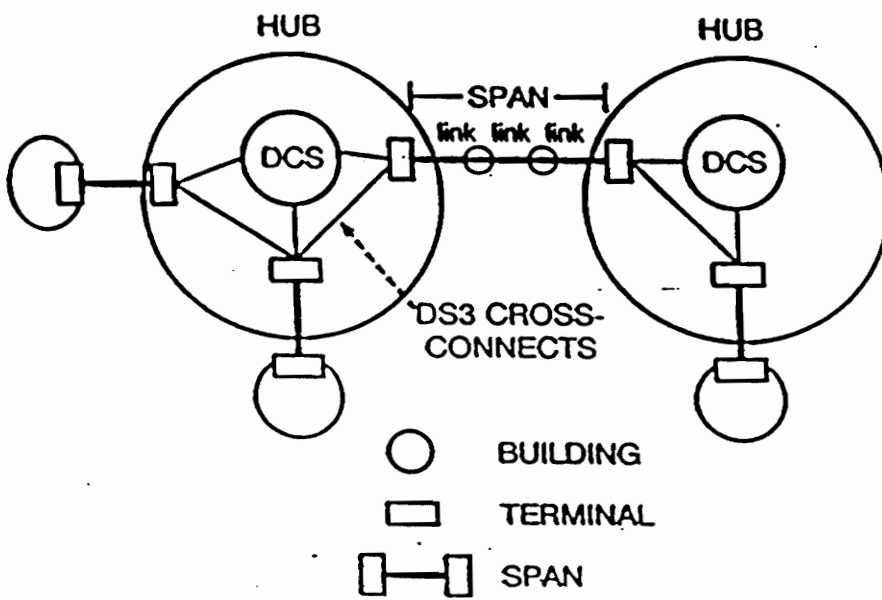 HUB
HUB
SPAN
link link link
DCS
DCS
DS3 CROSS-
CONNECTS
BUILDING
TERMINAL
SPAN